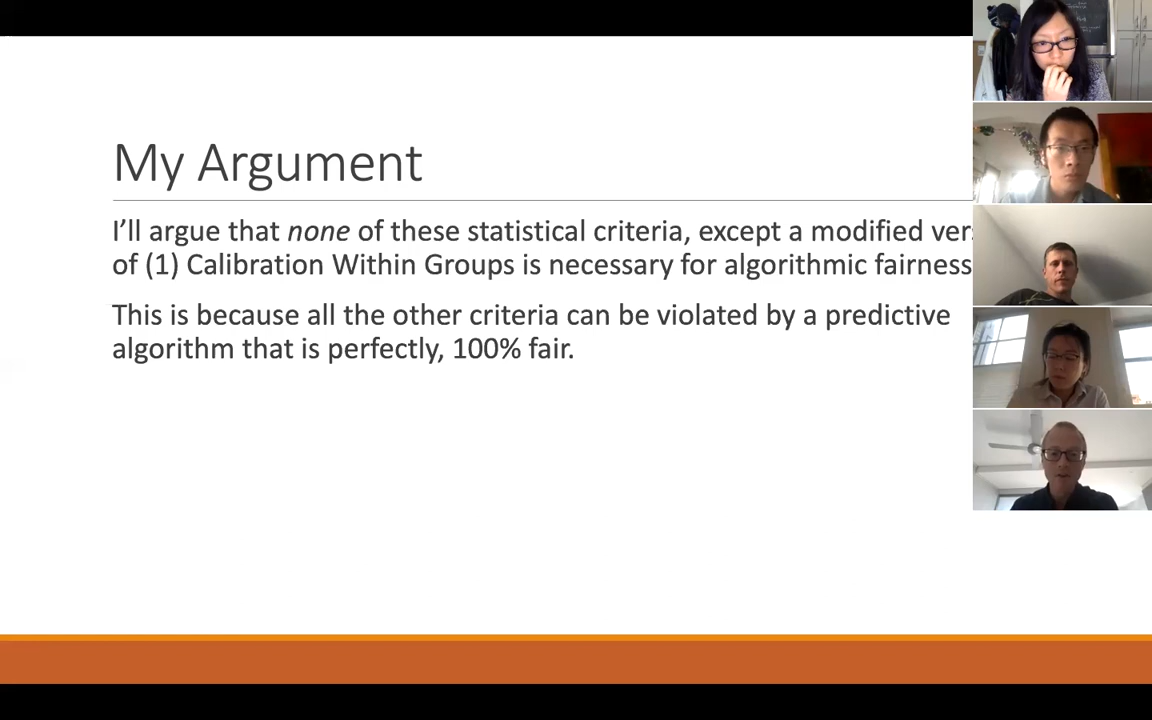 My Argument
I'll argue that none of these statistical criteria, except a modified
of (1) Calibration Within Groups is necessary for algorithmic fairness
This is because all the other criteria can be violated by a predictive
algorithm that is perfectly, 100% fair.